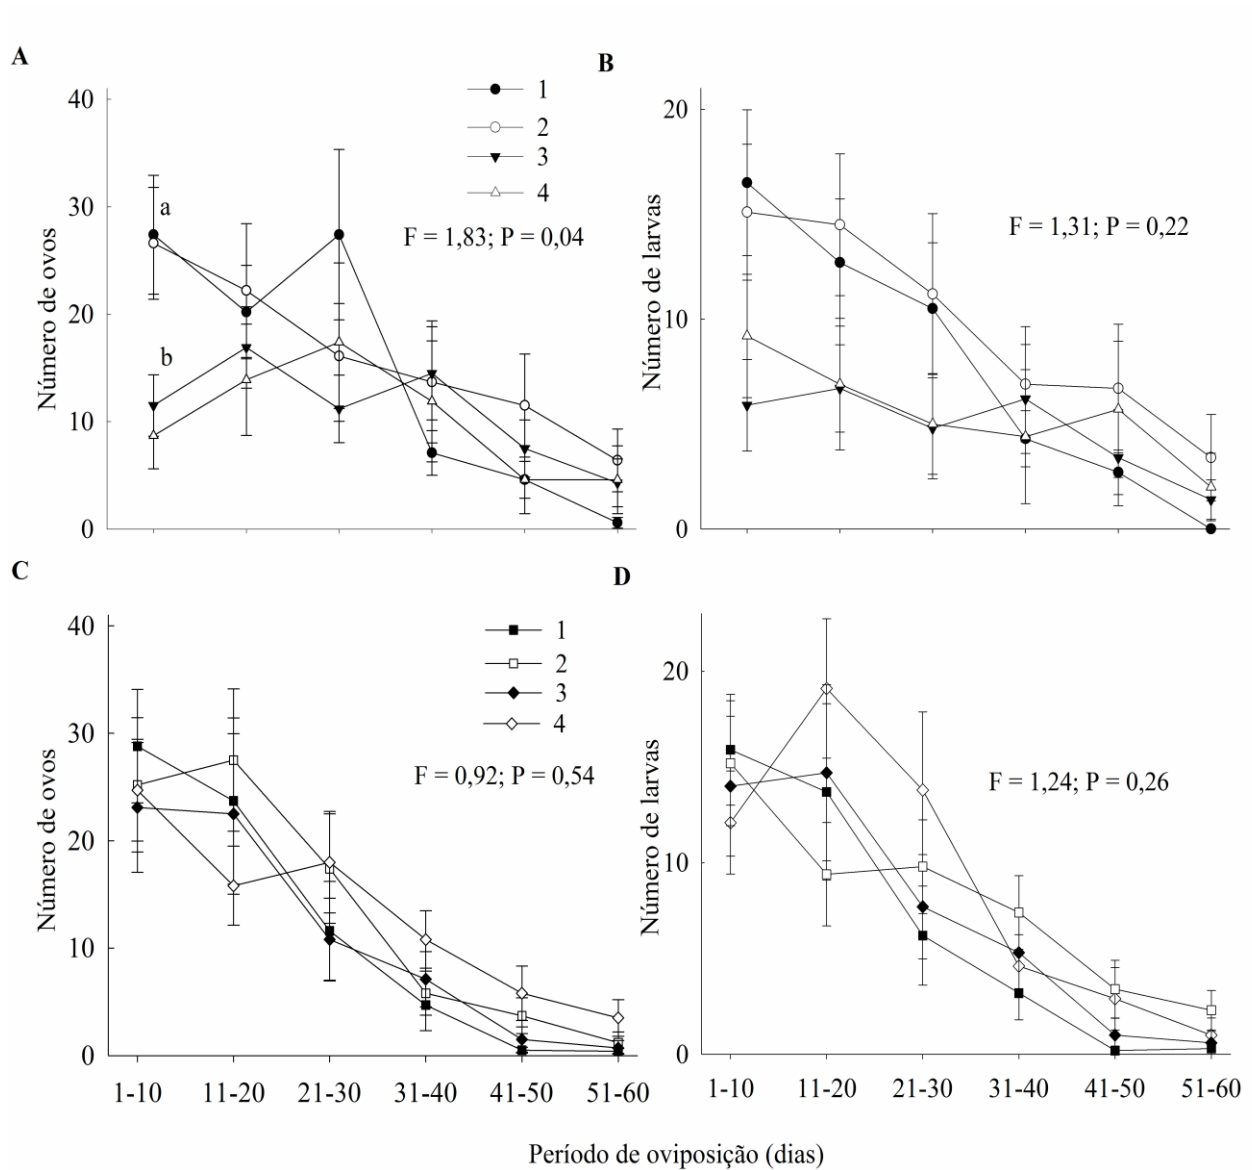 A
Número de ovos
40
30
20
10
0
1
2
3
4
a
b
F = 1,83; P = 0,04
B
Número de larvas
20
10
0
F = 1,31; P = 0,22
C
Número de ovos
40
30
20
10
0
1
2
3
4
F = 0,92; P = 0,54
1-10 11-20 21-30 31-40 41-50 51-60
D
Número de larvas
20
10
0
F = 1,24; P = 0,26
1-10 11-20 21-30 31-40 41-50 51-60
Período de oviposição (dias)